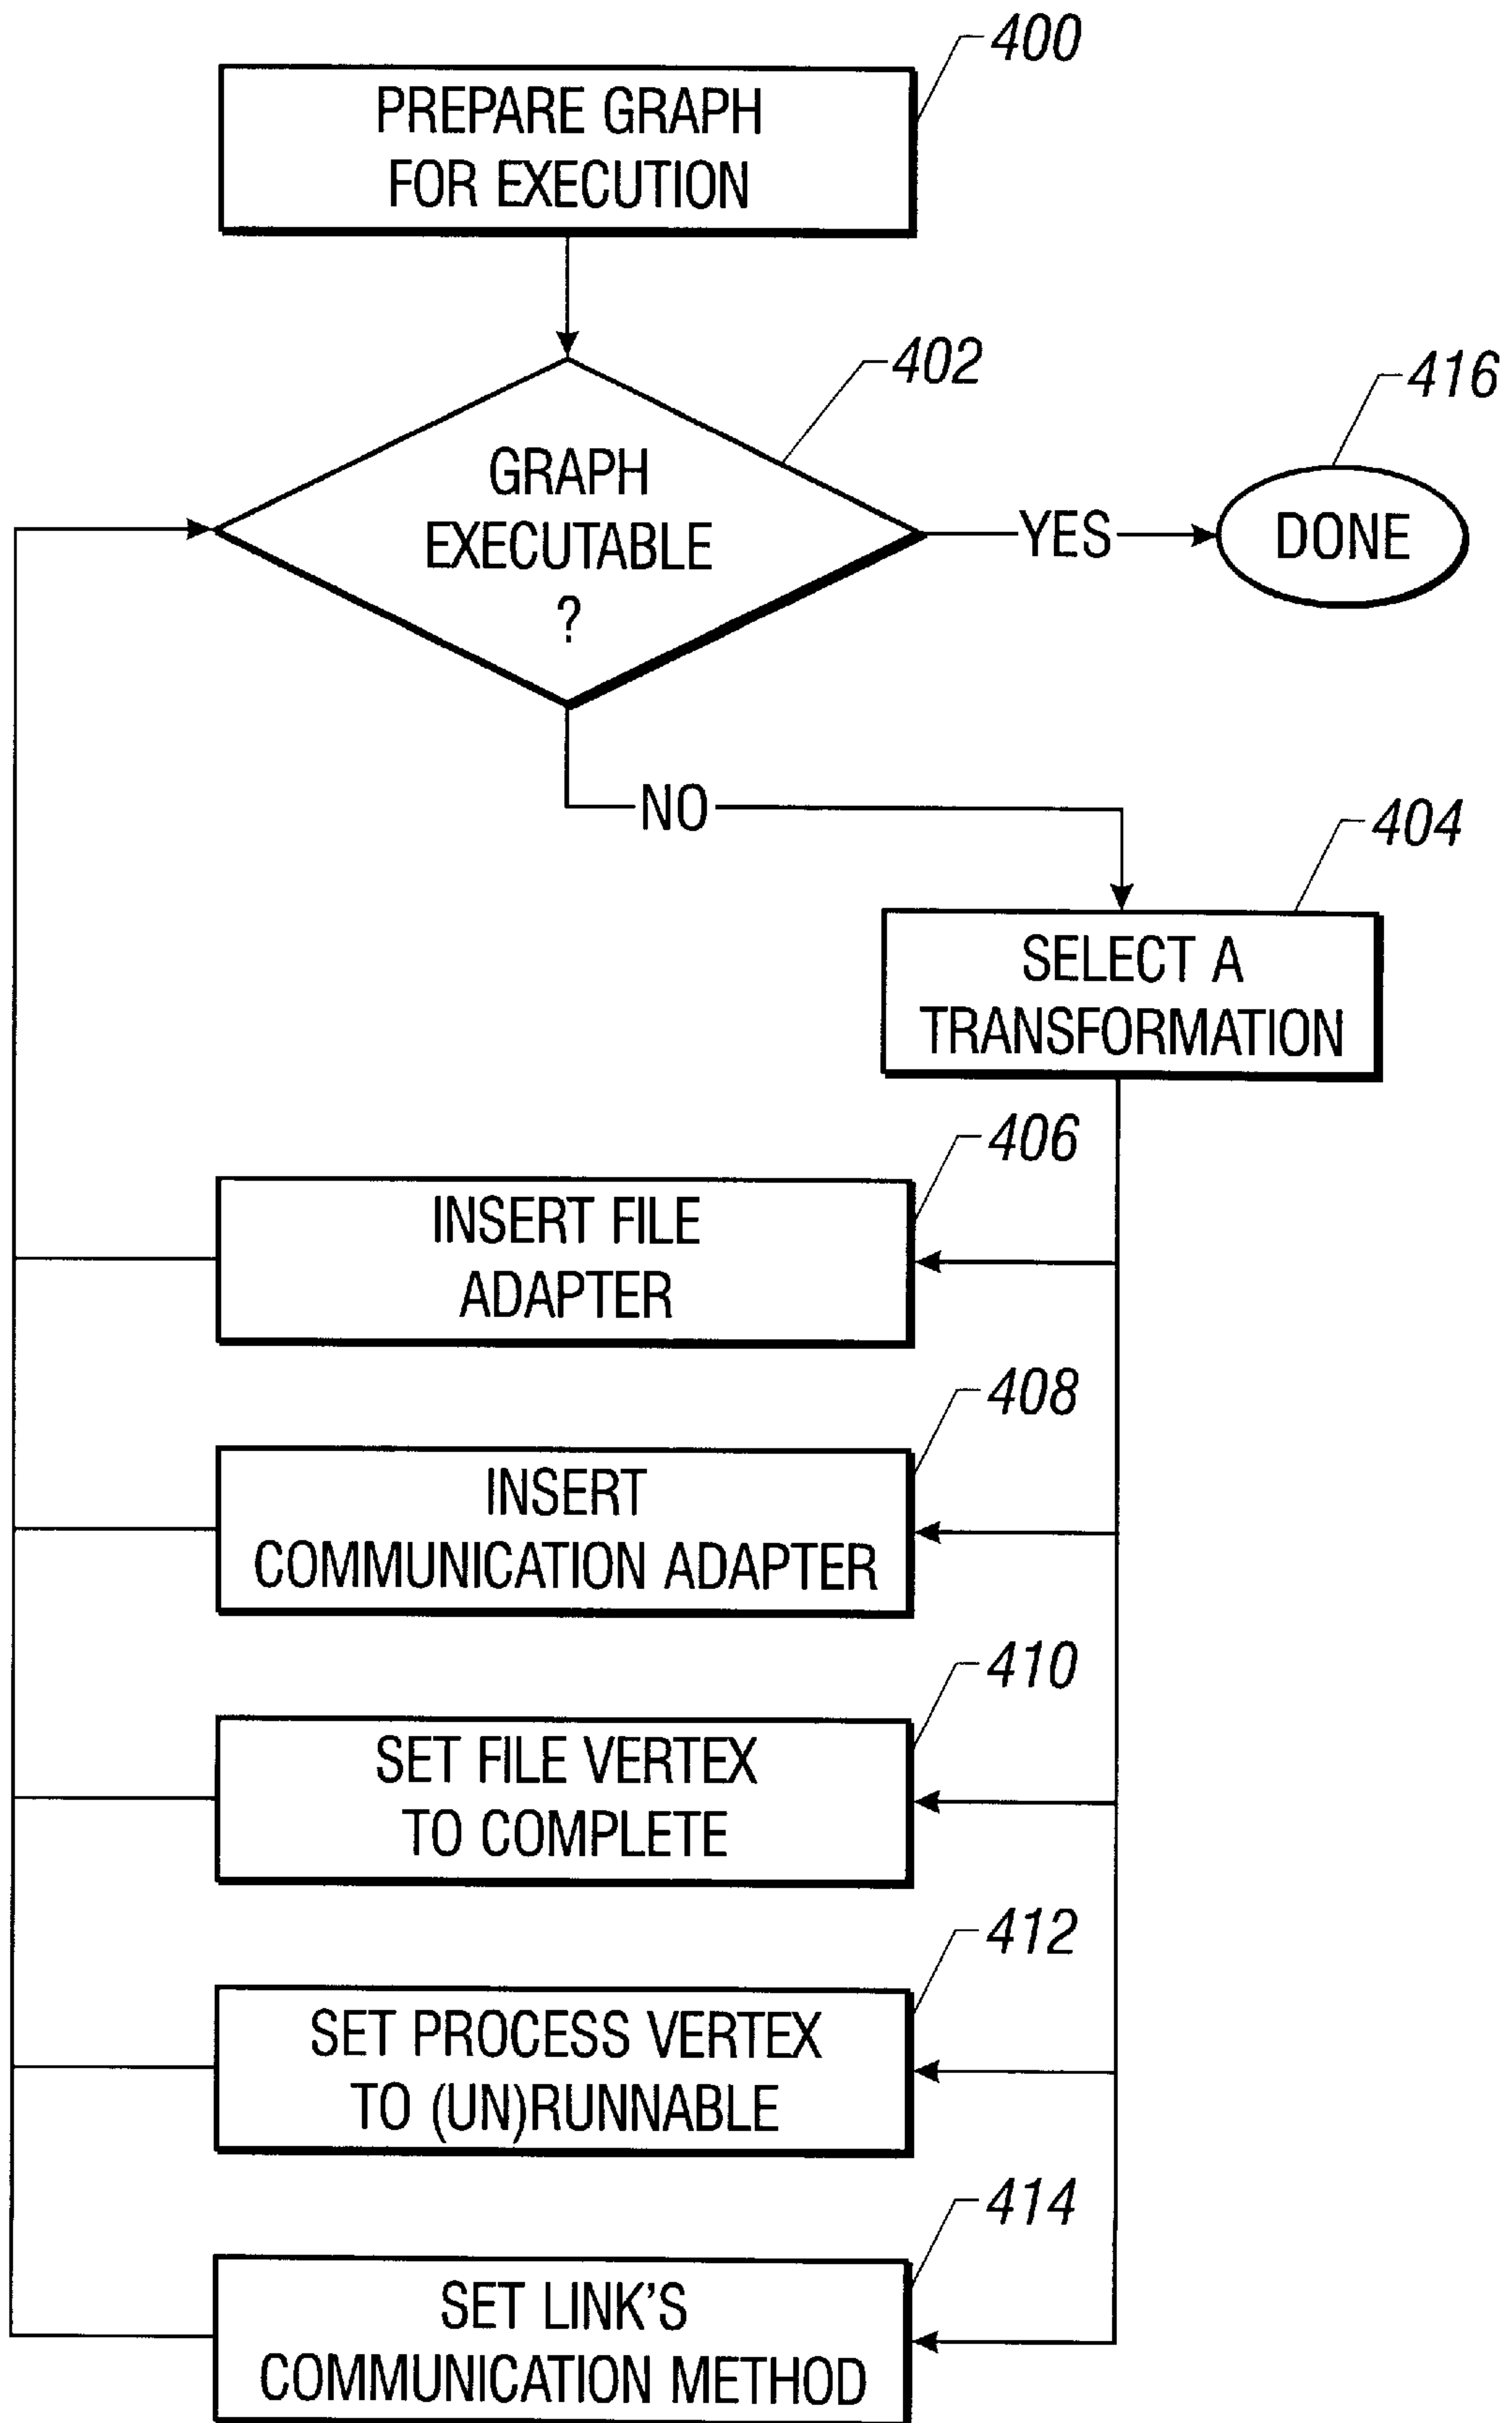 400
PREPARE GRAPH
FOR EXECUTION
402
416
GRAPH
EXECUTABLE
?
YES
DONE
NO
404
SELECT A
TRANSFORMATION
406
INSERT FILE
ADAPTER
408
INSERT
COMMUNICATION ADAPTER
410
SET FILE VERTEX
TO COMPLETE
412
SET PROCESS VERTEX
TO (UN)RUNNABLE
414
SET LINK'S
COMMUNICATION METHOD